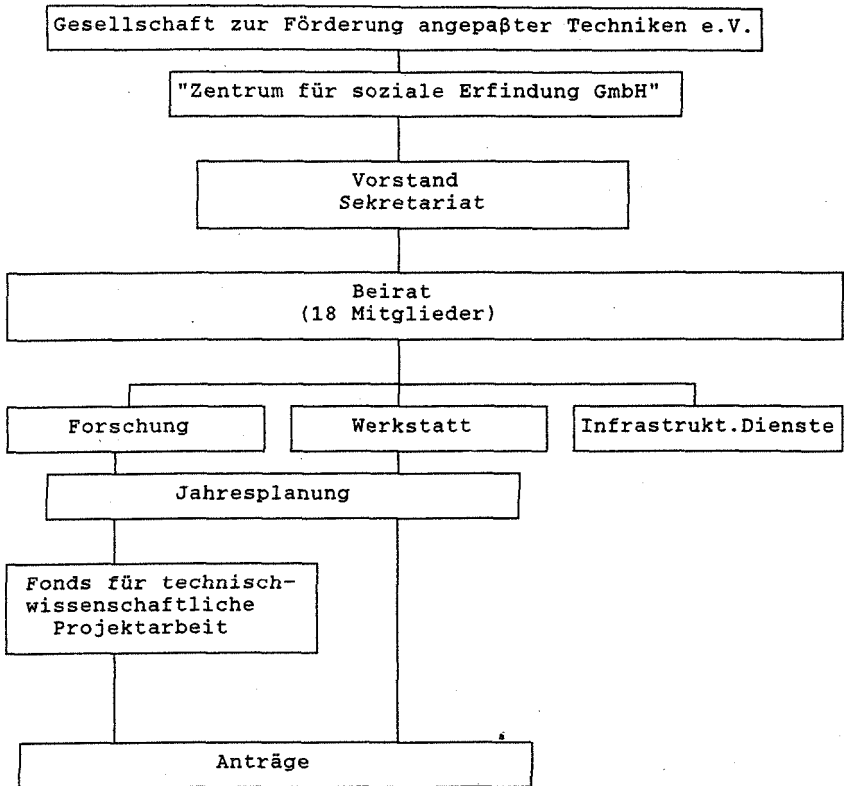 Gesellschaft zur Förderung angepaßter Techniken e.V.
"Zentrum für soziale Erfindung GmbH"
Vorstand
Sekretariat
Beirat
(18 Mitglieder)
Forschung
Werkstatt
Infrastrukt.Dienste
Jahresplanung
Fonds für technisch-
wissenschaftliche
Projektarbeit
Anträge